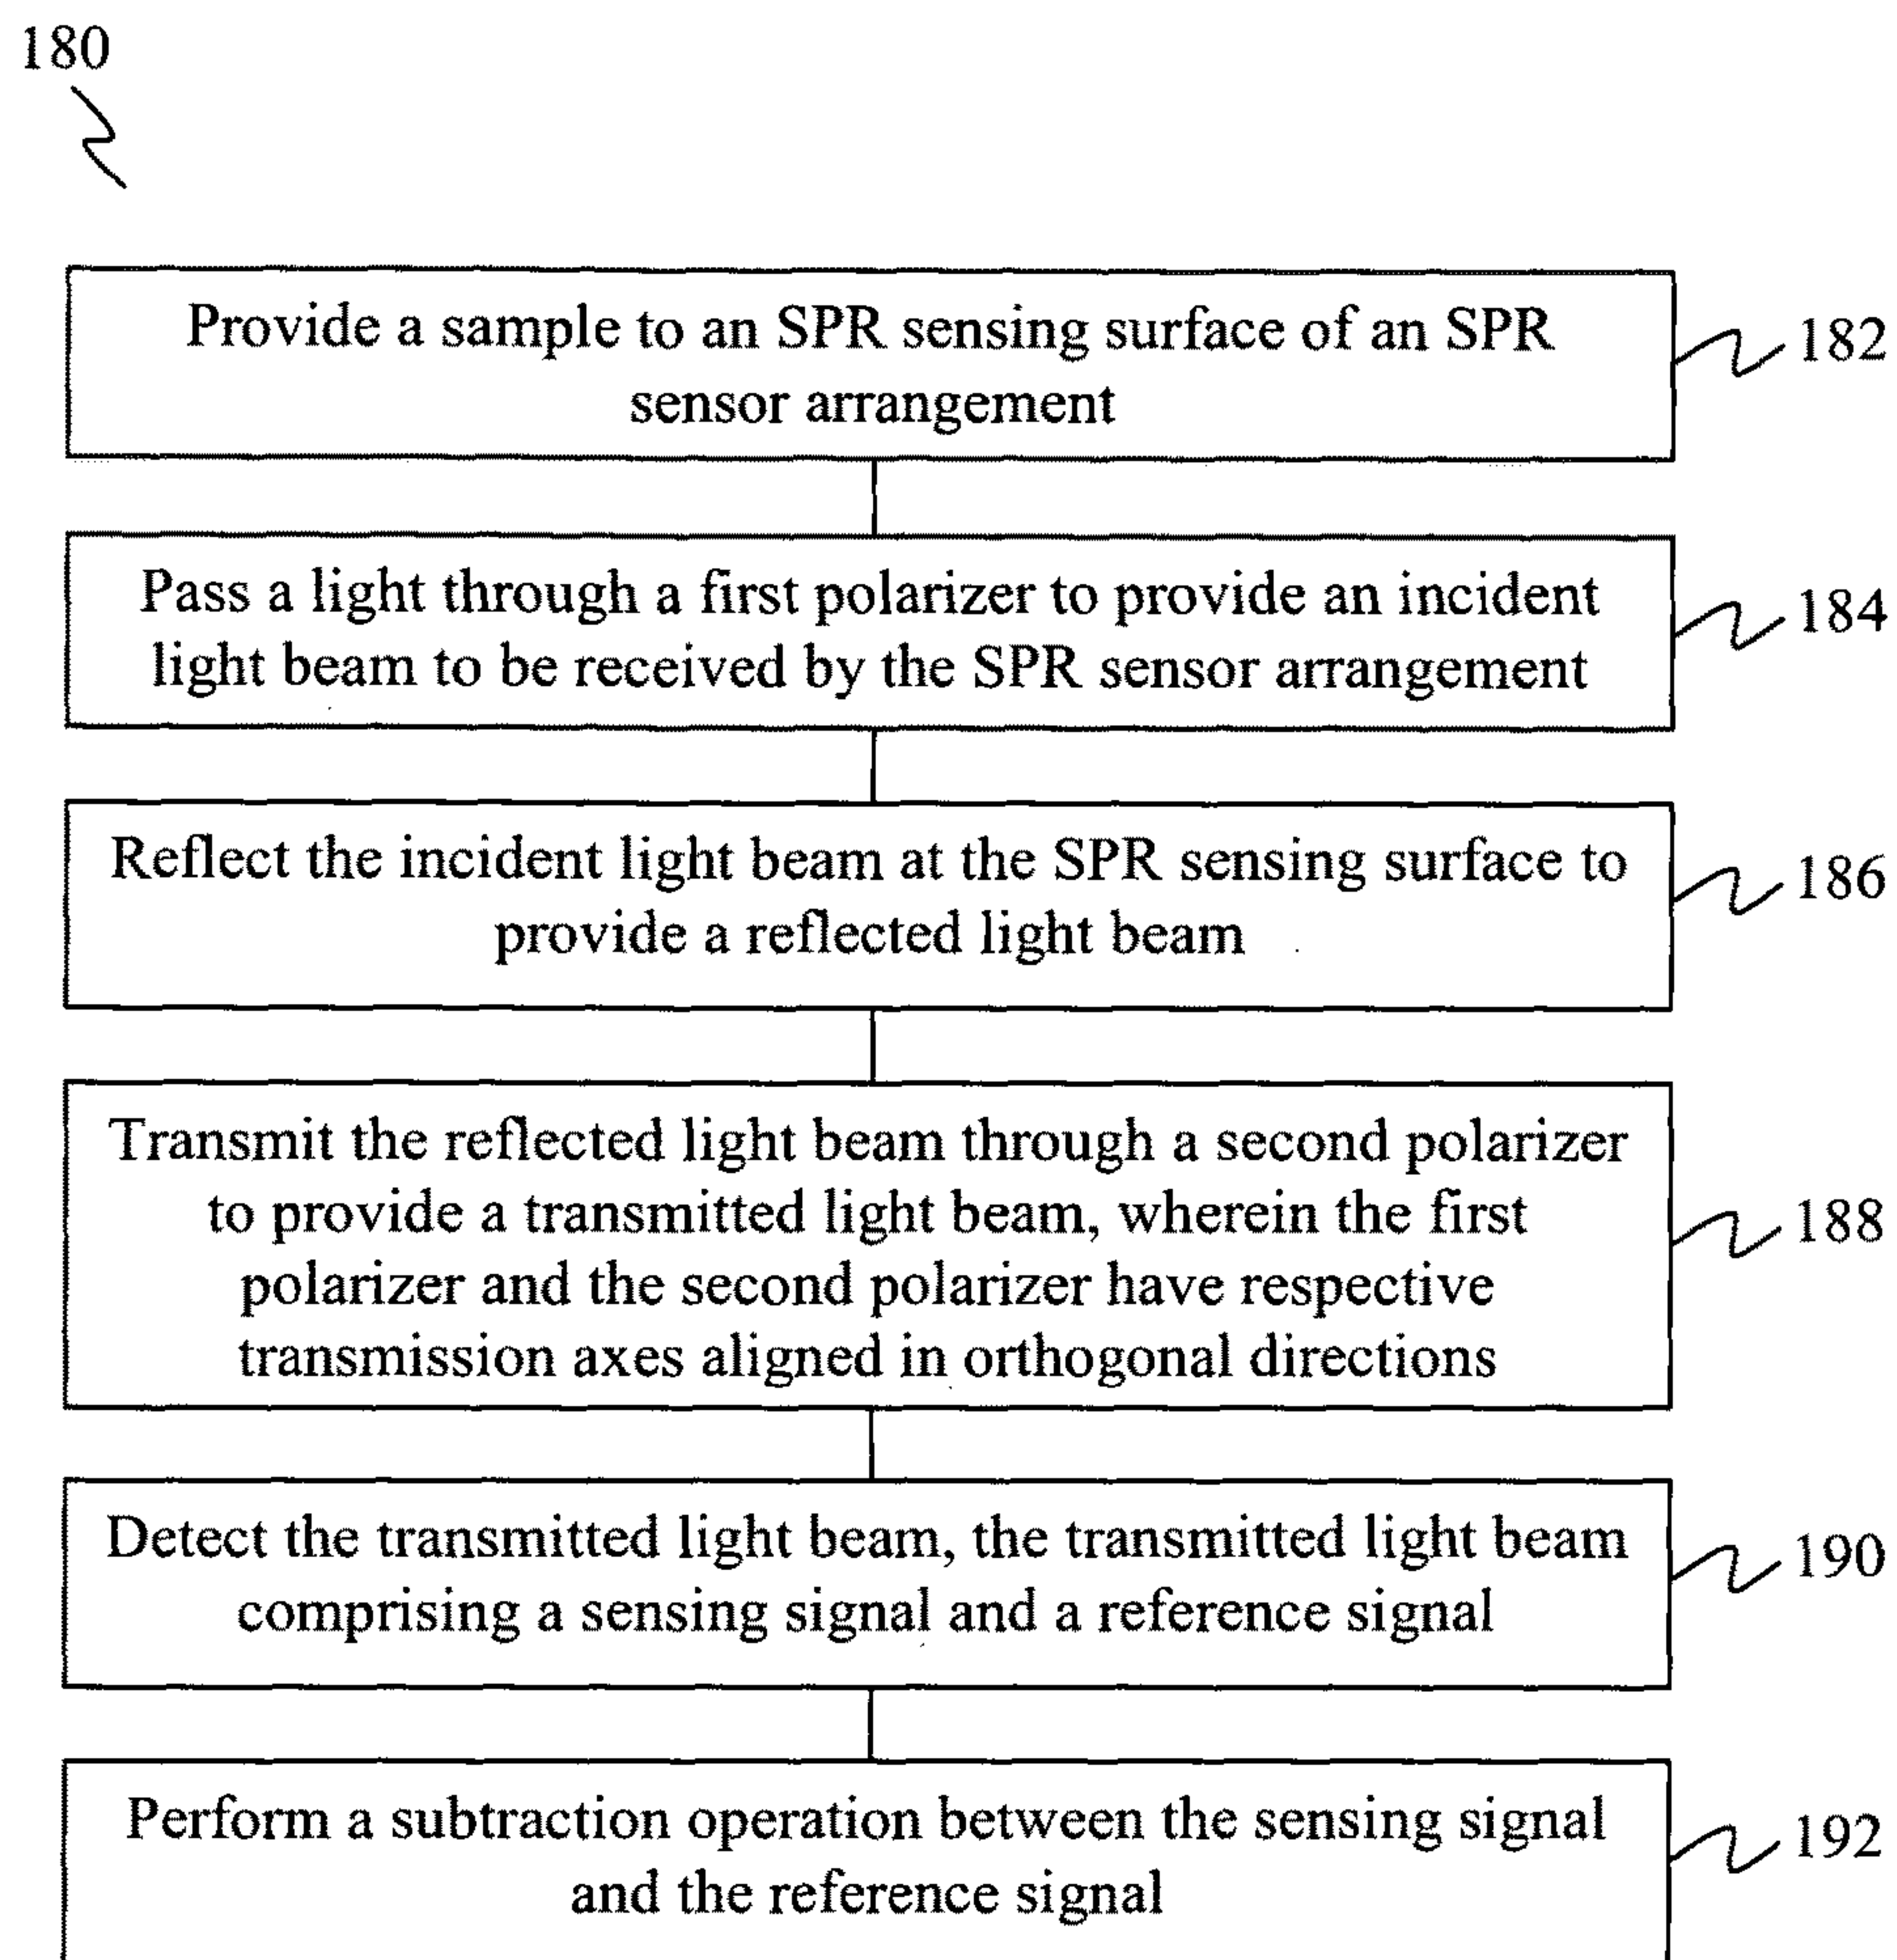 180
Provide a sample to an SPR sensing surface of an SPR
sensor arrangement
182
Pass a light through a first polarizer to provide an incident
light beam to be received by the SPR sensor arrangement
184
Reflect the incident light beam at the SPR sensing surface to
provide a reflected light beam
186
Transmit the reflected light beam through a second polarizer
to provide a transmitted light beam, wherein the first
polarizer and the second polarizer have respective
transmission axes aligned in orthogonal directions
188
Detect the transmitted light beam, the transmitted light beam
comprising a sensing signal and a reference signal
190
Perform a subtraction operation between the sensing signal
and the reference signal
192